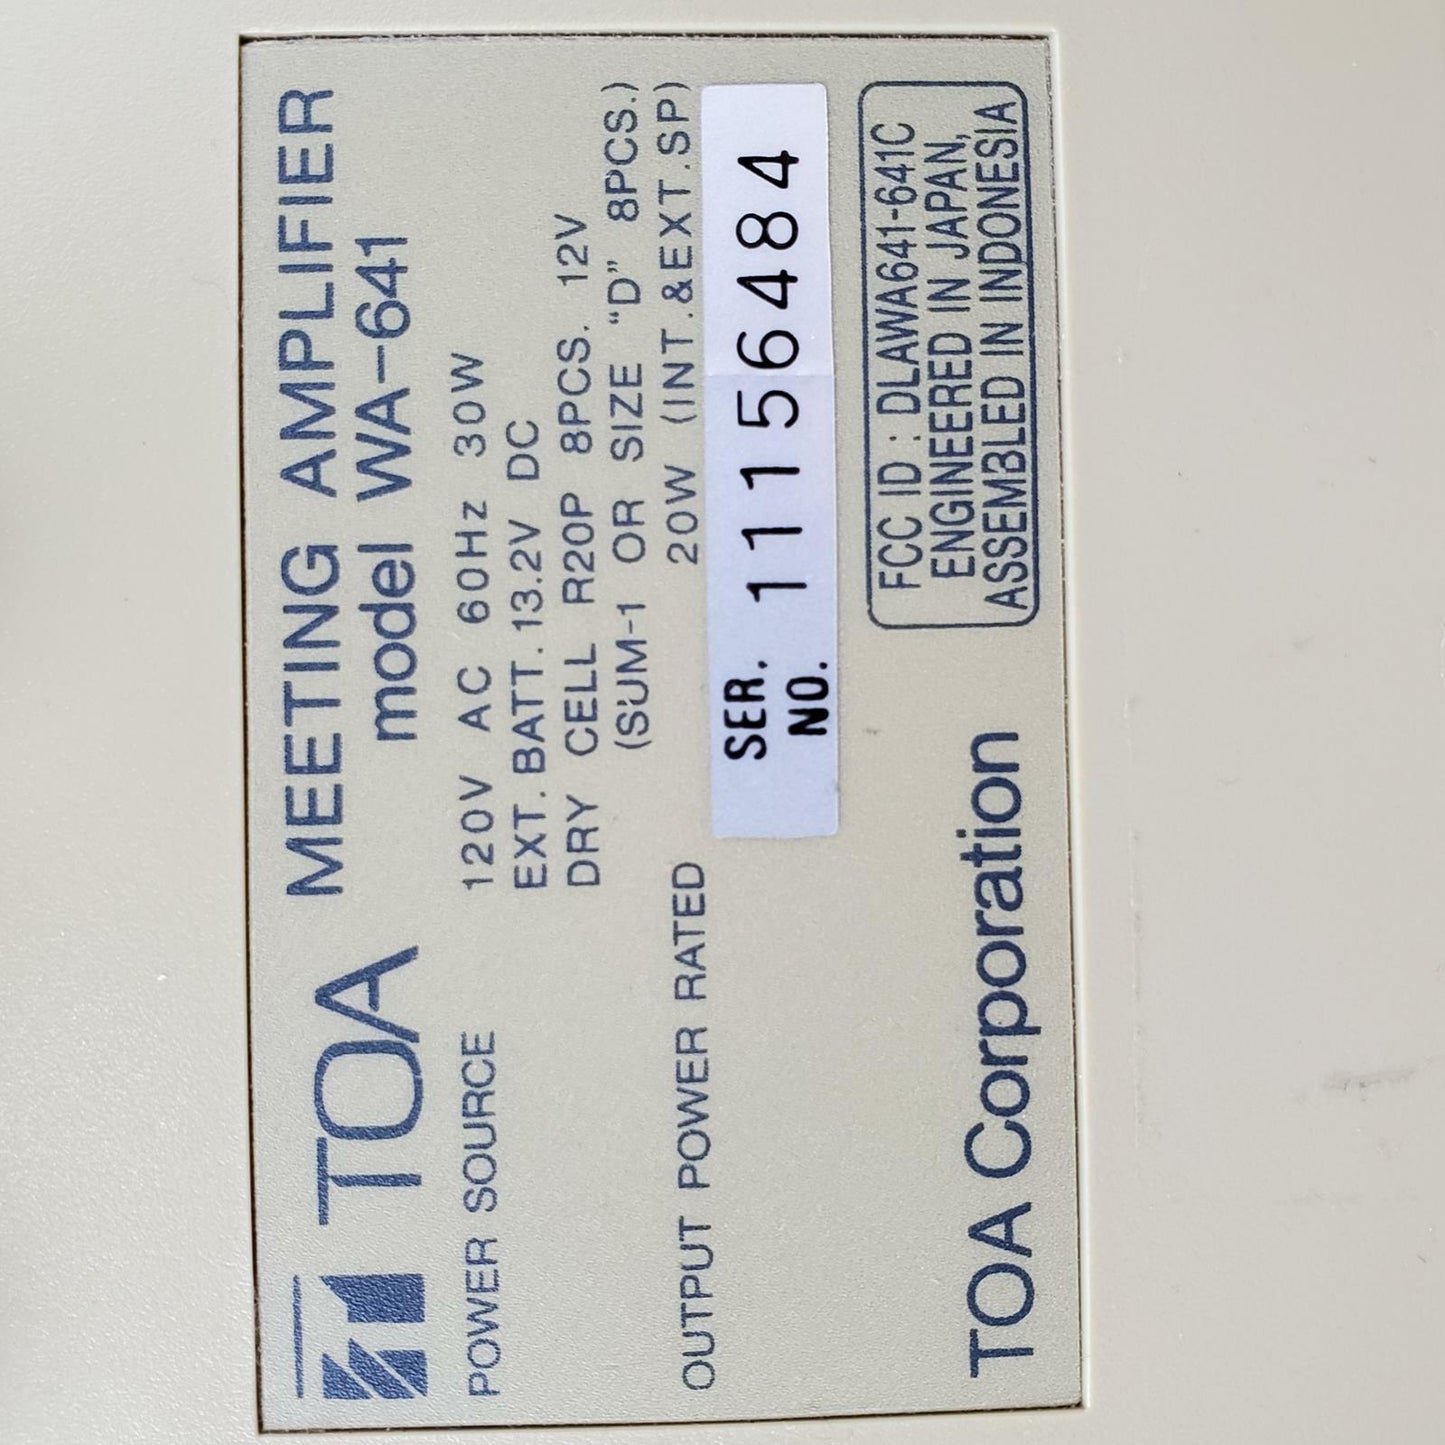 TOA MEETING AMPLIFIER
model WA-641
POWER SOURCE 120V AC 60Hz 30W
EXT.BATT.13.2V DC
DRY CELL R20P 8PCS. 12V
(SUM-1 OR SIZE "D" 8PCS.)
OUTPUT POWER RATED 20W (INT.&EXT.SP)
SER. NO. 11156484
FCC ID : DLAWA641-641C
ENGINEERED IN JAPAN,
ASSEMBLED IN INDONESIA
TOA Corporation